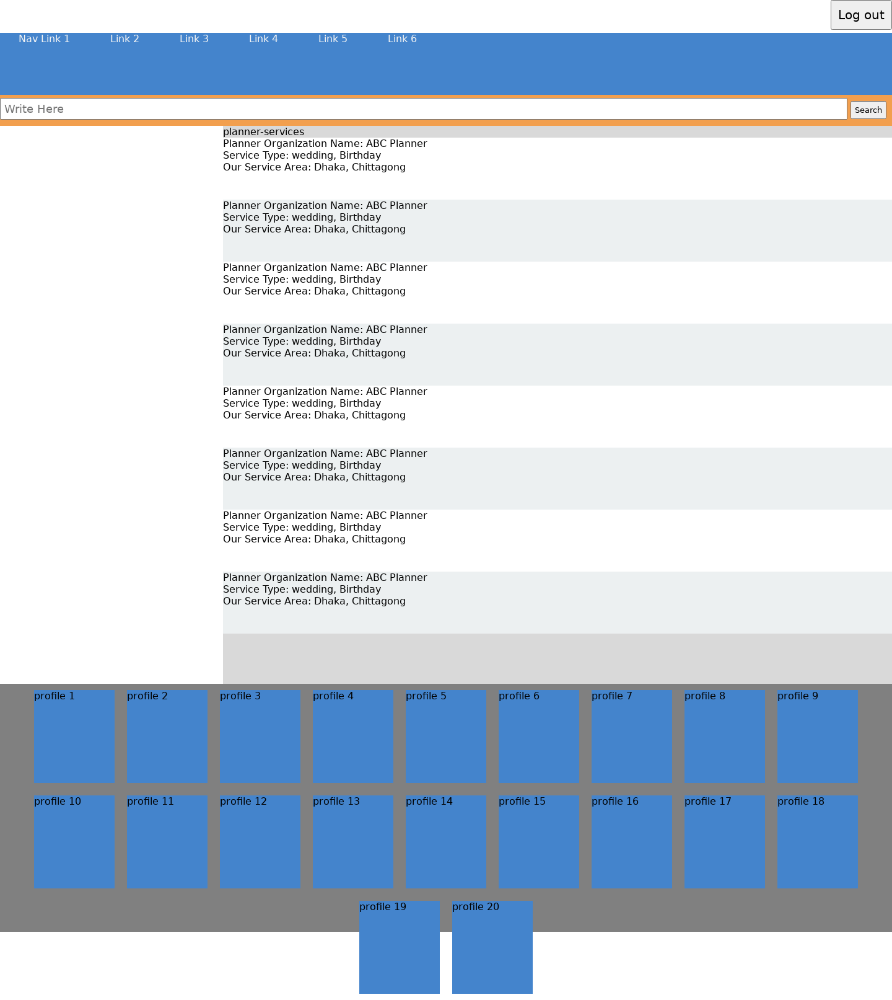 Log out
Nav Link 1 Link 2 Link 3 Link 4 Link 5 Link 6
Write Here Search
planner-services
Planner Organization Name: ABC Planner
Service Type: wedding, Birthday
Our Service Area: Dhaka, Chittagong
Planner Organization Name: ABC Planner
Service Type: wedding, Birthday
Our Service Area: Dhaka, Chittagong
Planner Organization Name: ABC Planner
Service Type: wedding, Birthday
Our Service Area: Dhaka, Chittagong
Planner Organization Name: ABC Planner
Service Type: wedding, Birthday
Our Service Area: Dhaka, Chittagong
Planner Organization Name: ABC Planner
Service Type: wedding, Birthday
Our Service Area: Dhaka, Chittagong
Planner Organization Name: ABC Planner
Service Type: wedding, Birthday
Our Service Area: Dhaka, Chittagong
Planner Organization Name: ABC Planner
Service Type: wedding, Birthday
Our Service Area: Dhaka, Chittagong
Planner Organization Name: ABC Planner
Service Type: wedding, Birthday
Our Service Area: Dhaka, Chittagong
profile 1 profile 2 profile 3 profile 4 profile 5 profile 6 profile 7 profile 8 profile 9
profile 10 profile 11 profile 12 profile 13 profile 14 profile 15 profile 16 profile 17 profile 18
profile 19 profile 20